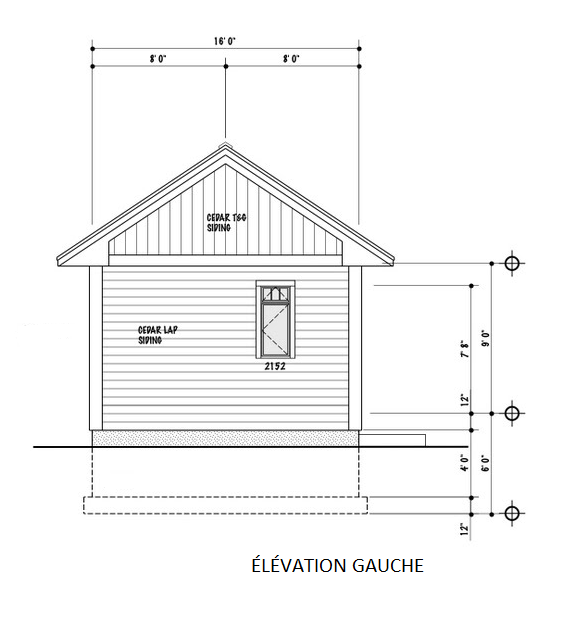 16' 0"
8' 0" 8' 0"
CEDAR T&G
SIDING
CEDAR LAP
SIDING
2152
7' 8"
9' 0"
12"
4' 0"
6' 0"
12"
ÉLÉVATION GAUCHE